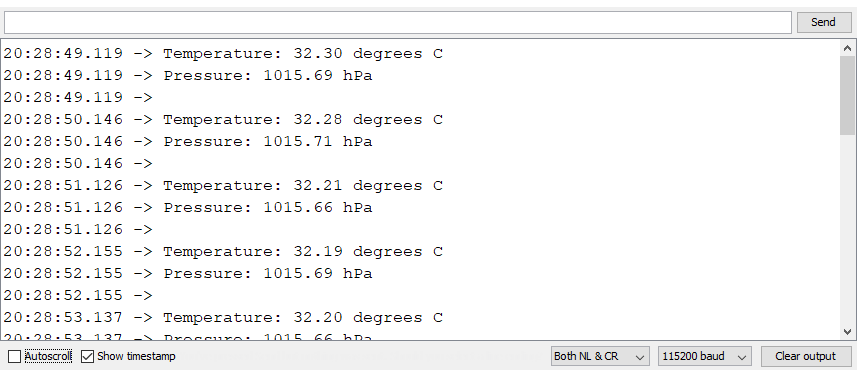 Send
20:28:49.119 -> Temperature: 32.30 degrees C
20:28:49.119 -> Pressure: 1015.69 hPa
20:28:49.119 ->
20:28:50.146 -> Temperature: 32.28 degrees C
20:28:50.146 -> Pressure: 1015.71 hPa
20:28:50.146 ->
20:28:51.126 -> Temperature: 32.21 degrees C
20:28:51.126 -> Pressure: 1015.66 hPa
20:28:51.126 ->
20:28:52.155 -> Temperature: 32.19 degrees C
20:28:52.155 -> Pressure: 1015.69 hPa
20:28:52.155 ->
20:28:53.137 -> Temperature: 32.20 degrees C
20:28:53.137 -> Pressure: 1015.66 hPa
Autoscroll Show timestamp Both NL & CR 115200 baud Clear output